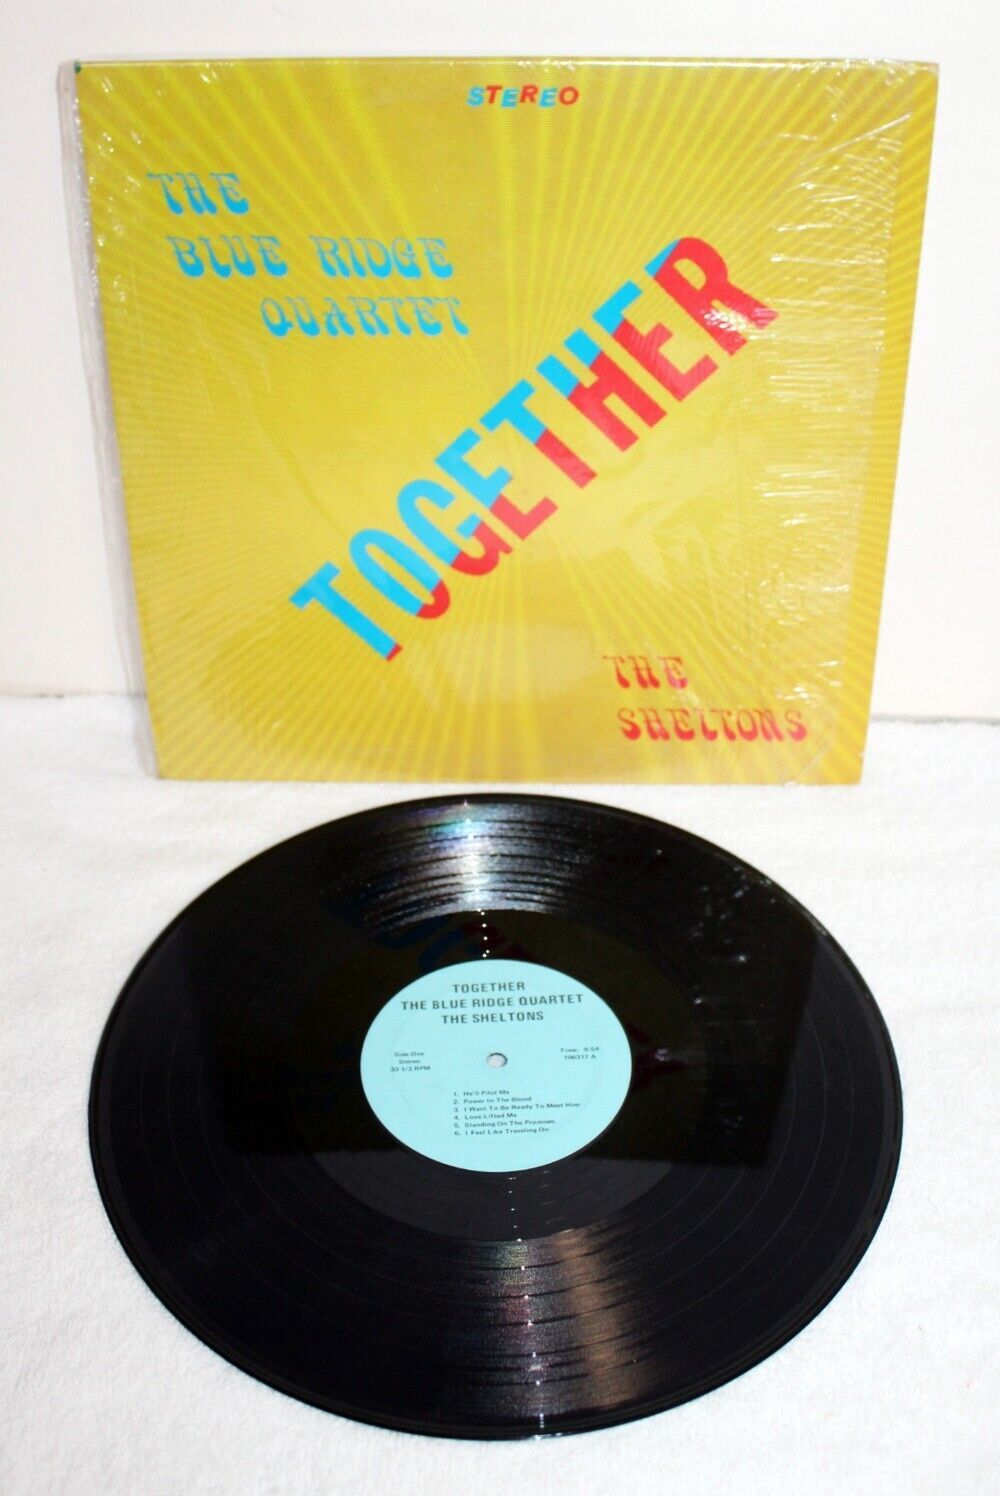 STEREO
THE
BLUE RIDGE
QUARTET
TOGETHER
THE
SHELTONS
TOGETHER
THE BLUE RIDGE QUARTET
THE SHELTONS
Side One
Stereo
33 1/3 RPM
Time: 9:54
106317 A
1. He'll Pilot Me
2. Power In The Blood
3. I Want To Be Ready To Meet Him
4. Love Lifted Me
5. Standing On The Promises
6. I Feel Like Traveling On